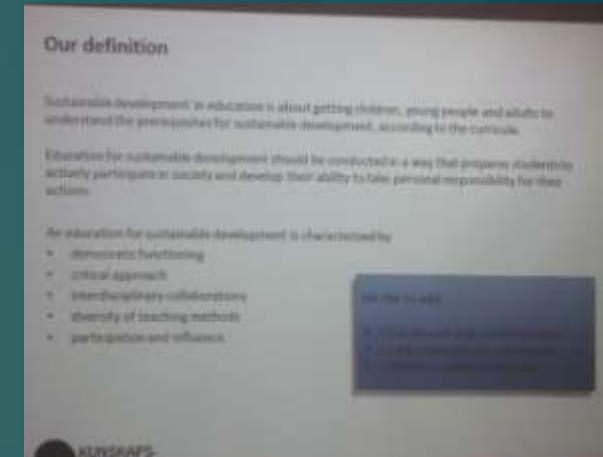 Our definition
Sustainable development in education is about getting children, young people and adults to
understand the prerequisites for sustainable development, according to the curricula.
Education for sustainable development should be conducted in a way that prepares students to
actively participate in society and develop their ability to take personal responsibility for their
actions.
An education for sustainable development is characterised by
• democratic functioning
• critical approach
• interdisciplinary collaborations
• diversity of teaching methods
• participation and influence
to add
KUNSKAPS-